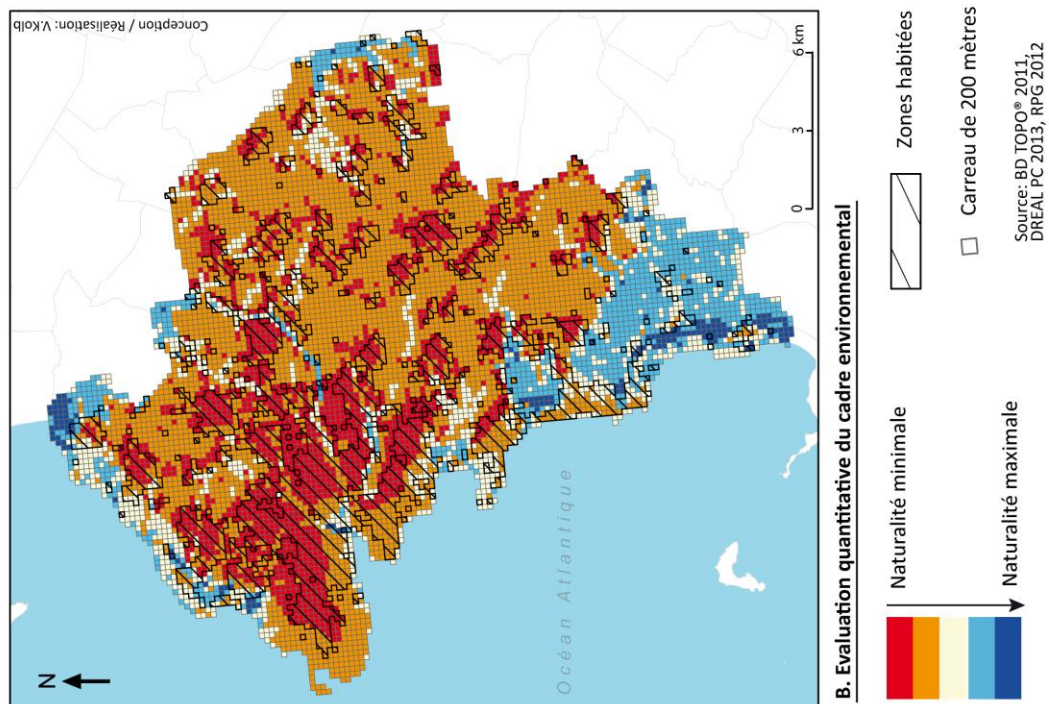 Conception / Réalisation: V.Kolb
N
Océan Atlantique
0 3 6 km
B. Evaluation quantitative du cadre environnemental
Naturalité minimale
Naturalité maximale
Zones habitées
Carreau de 200 mètres
Source: BD TOPO® 2011,
DREAL PC 2013, RPG 2012